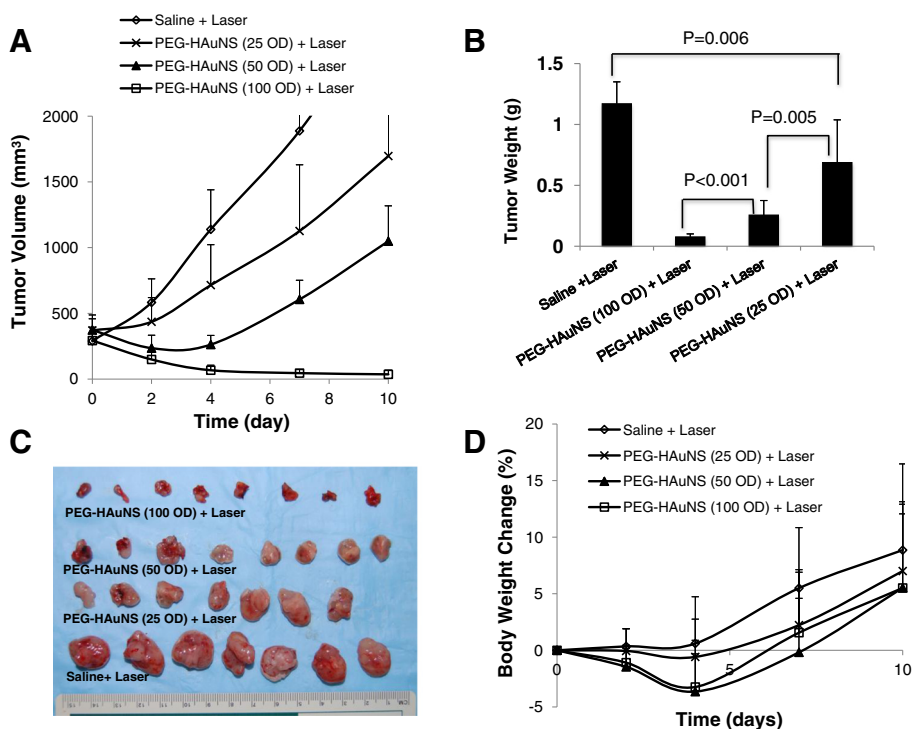 A
Saline + Laser
PEG-HAuNS (25 OD) + Laser
PEG-HAuNS (50 OD) + Laser
PEG-HAuNS (100 OD) + Laser
Tumor Volume (mm³)
2000
1500
1000
500
0
0 2 4 6 8 10
Time (day)
B
P=0.006
P=0.005
P<0.001
Tumor Weight (g)
1.5
1
0.5
0
Saline +Laser
PEG-HAuNS (100 OD) + Laser
PEG-HAuNS (50 OD) + Laser
PEG-HAuNS (25 OD) + Laser
C
PEG-HAuNS (100 OD) + Laser
PEG-HAuNS (50 OD) + Laser
PEG-HAuNS (25 OD) + Laser
Saline+ Laser
D
Saline + Laser
PEG-HAuNS (25 OD) + Laser
PEG-HAuNS (50 OD) + Laser
PEG-HAuNS (100 OD) + Laser
Body Weight Change (%)
20
15
10
5
0
-5
0 5 10
Time (days)